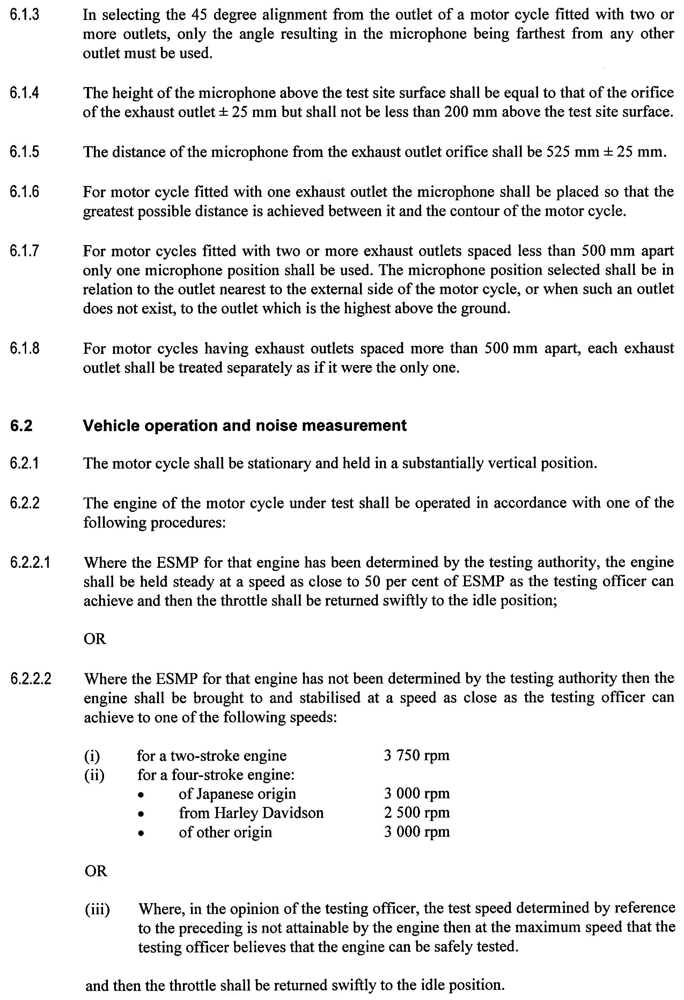 6.1.3 In selecting the 45 degree alignment from the outlet of a motor cycle fitted with two or
more outlets, only the angle resulting in the microphone being farthest from any other
outlet must be used.
6.1.4 The height of the microphone above the test site surface shall be equal to that of the orifice
of the exhaust outlet ± 25 mm but shall not be less than 200 mm above the test site surface.
6.1.5 The distance of the microphone from the exhaust outlet orifice shall be 525 mm ± 25 mm.
6.1.6 For motor cycle fitted with one exhaust outlet the microphone shall be placed so that the
greatest possible distance is achieved between it and the contour of the motor cycle.
6.1.7 For motor cycles fitted with two or more exhaust outlets spaced less than 500 mm apart
only one microphone position shall be used. The microphone position selected shall be in
relation to the outlet nearest to the external side of the motor cycle, or when such an outlet
does not exist, to the outlet which is the highest above the ground.
6.1.8 For motor cycles having exhaust outlets spaced more than 500 mm apart, each exhaust
outlet shall be treated separately as if it were the only one.
6.2 Vehicle operation and noise measurement
6.2.1 The motor cycle shall be stationary and held in a substantially vertical position.
6.2.2 The engine of the motor cycle under test shall be operated in accordance with one of the
following procedures:
6.2.2.1 Where the ESMP for that engine has been determined by the testing authority, the engine
shall be held steady at a speed as close to 50 per cent of ESMP as the testing officer can
achieve and then the throttle shall be returned swiftly to the idle position;
OR
6.2.2.2 Where the ESMP for that engine has not been determined by the testing authority then the
engine shall be brought to and stabilised at a speed as close as the testing officer can
achieve to one of the following speeds:
(i) for a two-stroke engine 3 750 rpm
(ii) for a four-stroke engine:
• of Japanese origin 3 000 rpm
• from Harley Davidson 2 500 rpm
• of other origin 3 000 rpm
OR
(iii) Where, in the opinion of the testing officer, the test speed determined by reference
to the preceding is not attainable by the engine then at the maximum speed that the
testing officer believes that the engine can be safely tested.
and then the throttle shall be returned swiftly to the idle position.